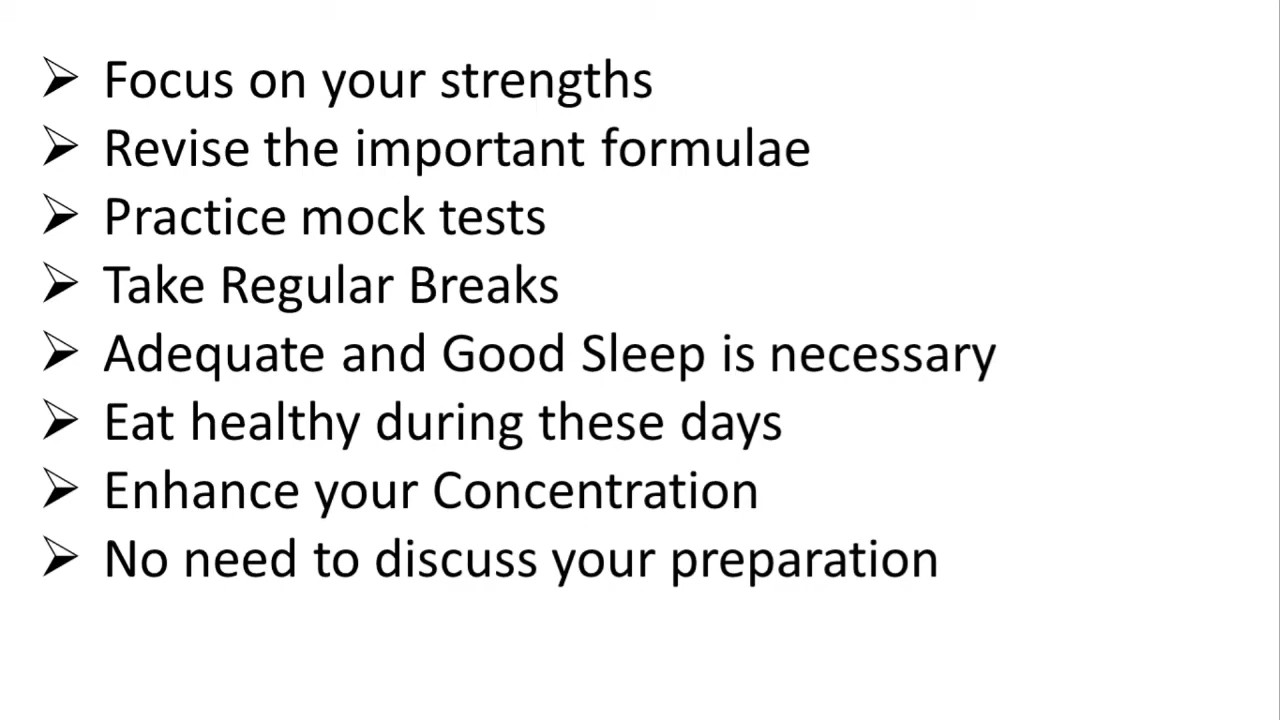 ➢ Focus on your strengths
➢ Revise the important formulae
➢ Practice mock tests
➢ Take Regular Breaks
➢ Adequate and Good Sleep is necessary
➢ Eat healthy during these days
➢ Enhance your Concentration
➢ No need to discuss your preparation